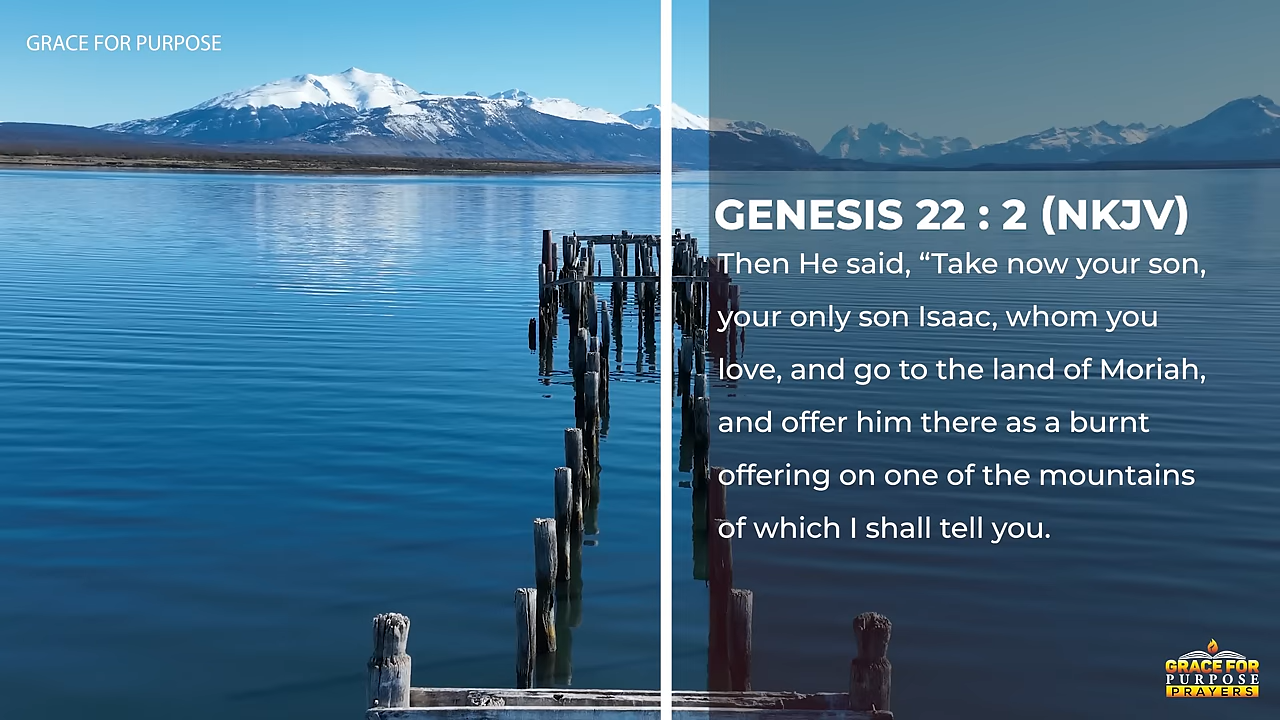 GRACE FOR PURPOSE
GENESIS 22 : 2 (NKJV)
Then He said, “Take now your son,
your only son Isaac, whom you
love, and go to the land of Moriah,
and offer him there as a burnt
offering on one of the mountains
of which I shall tell you.
GRACE FOR
PURPOSE
PRAYERS